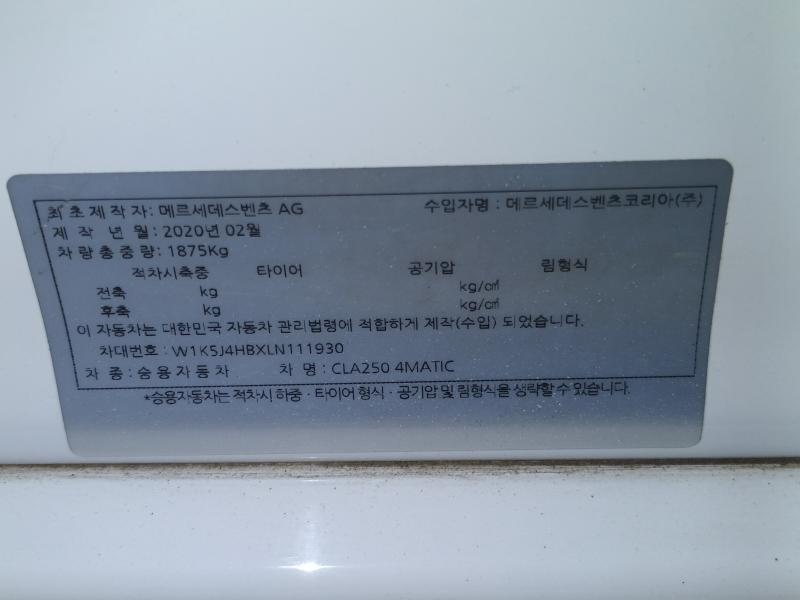 최초제작자: 메르세데스벤츠 AG 수입자명 : 메르세데스벤츠코리아(주)
제 작 년 월: 2020년 02월
차량총중량: 1875Kg
적차시축중 타이어 공기압 림형식
전축 kg kg/㎠
후축 kg kg/㎠
이 자동차는 대한민국 자동차 관리법령에 적합하게 제작(수입) 되었습니다.
차대번호 : W1K5J4HBXLN111930
차 종 : 승용자동차 차 명 : CLA250 4MATIC
*승용자동차는 적차시 하중 · 타이어 형식 · 공기압 및 림형식을 생략할 수 있습니다.